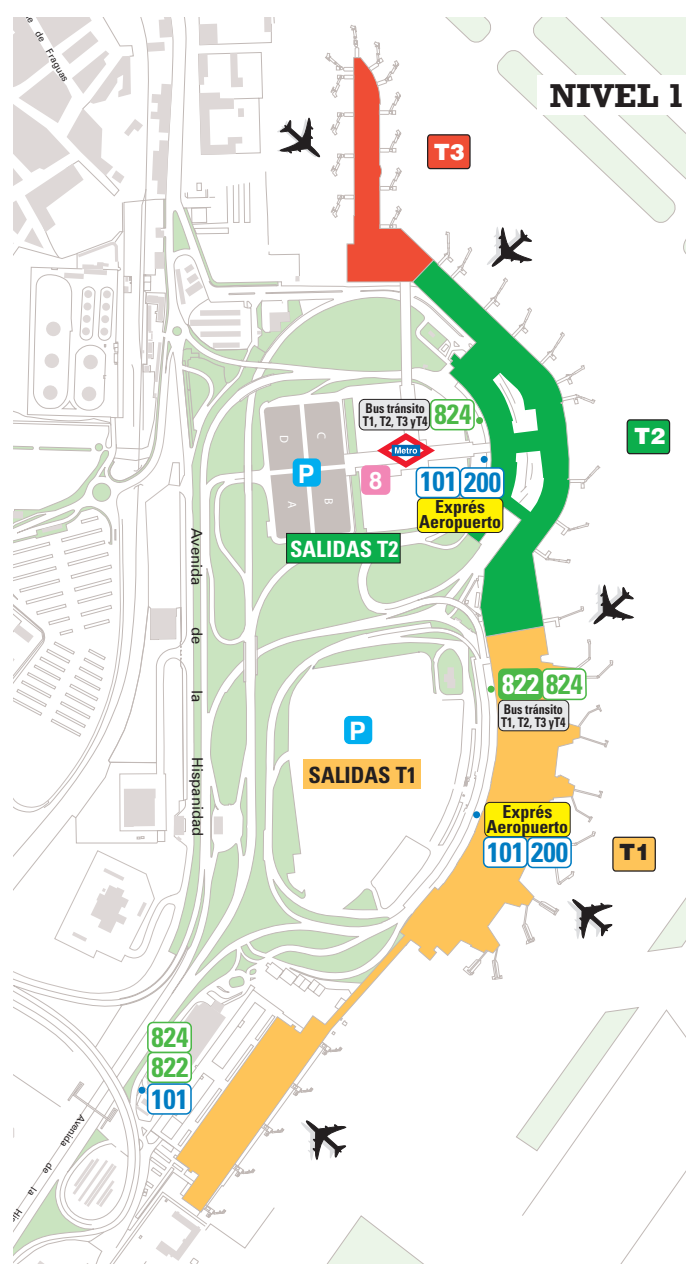 de Fraguas
NIVEL 1
T3
Bus tránsito
T1, T2, T3 yT4
824
T2
D
C
A
B
P
Metro
8
101
200
Exprés
Aeropuerto
SALIDAS T2
Avenida de la Hispanidad
822
824
Bus tránsito
T1, T2, T3 yT4
P
SALIDAS T1
Exprés
Aeropuerto
101
200
T1
824
822
101
Avenida de la